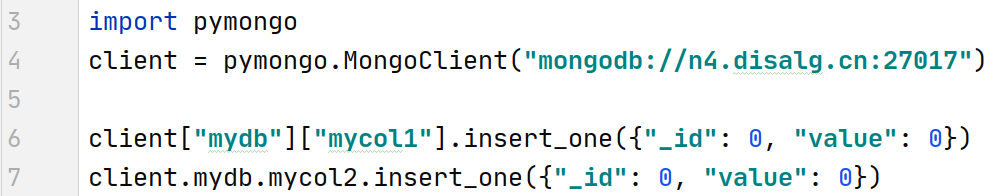 3 import pymongo
4 client = pymongo.MongoClient("mongodb://n4.disalg.cn:27017")
5
6 client["mydb"]["mycol1"].insert_one({"_id": 0, "value": 0})
7 client.mydb.mycol2.insert_one({"_id": 0, "value": 0})